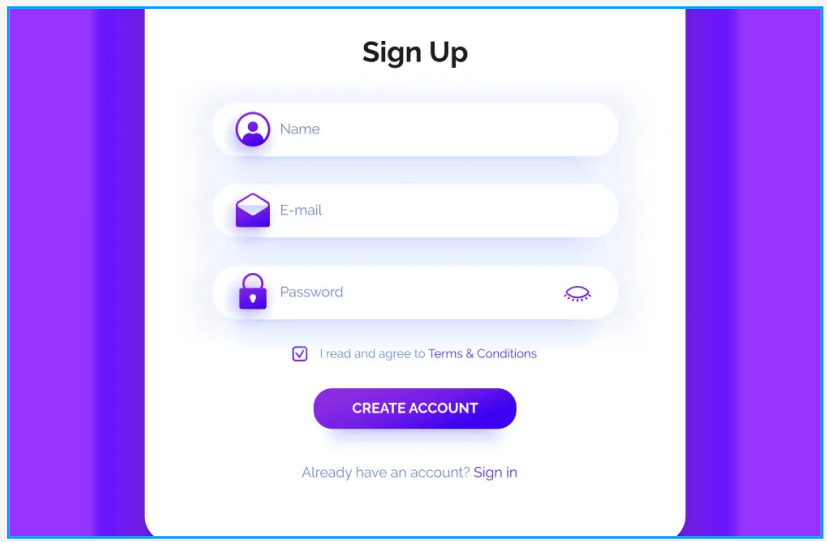 Sign Up
Name
E-mail
Password
I read and agree to Terms & Conditions
CREATE ACCOUNT
Already have an account? Sign in